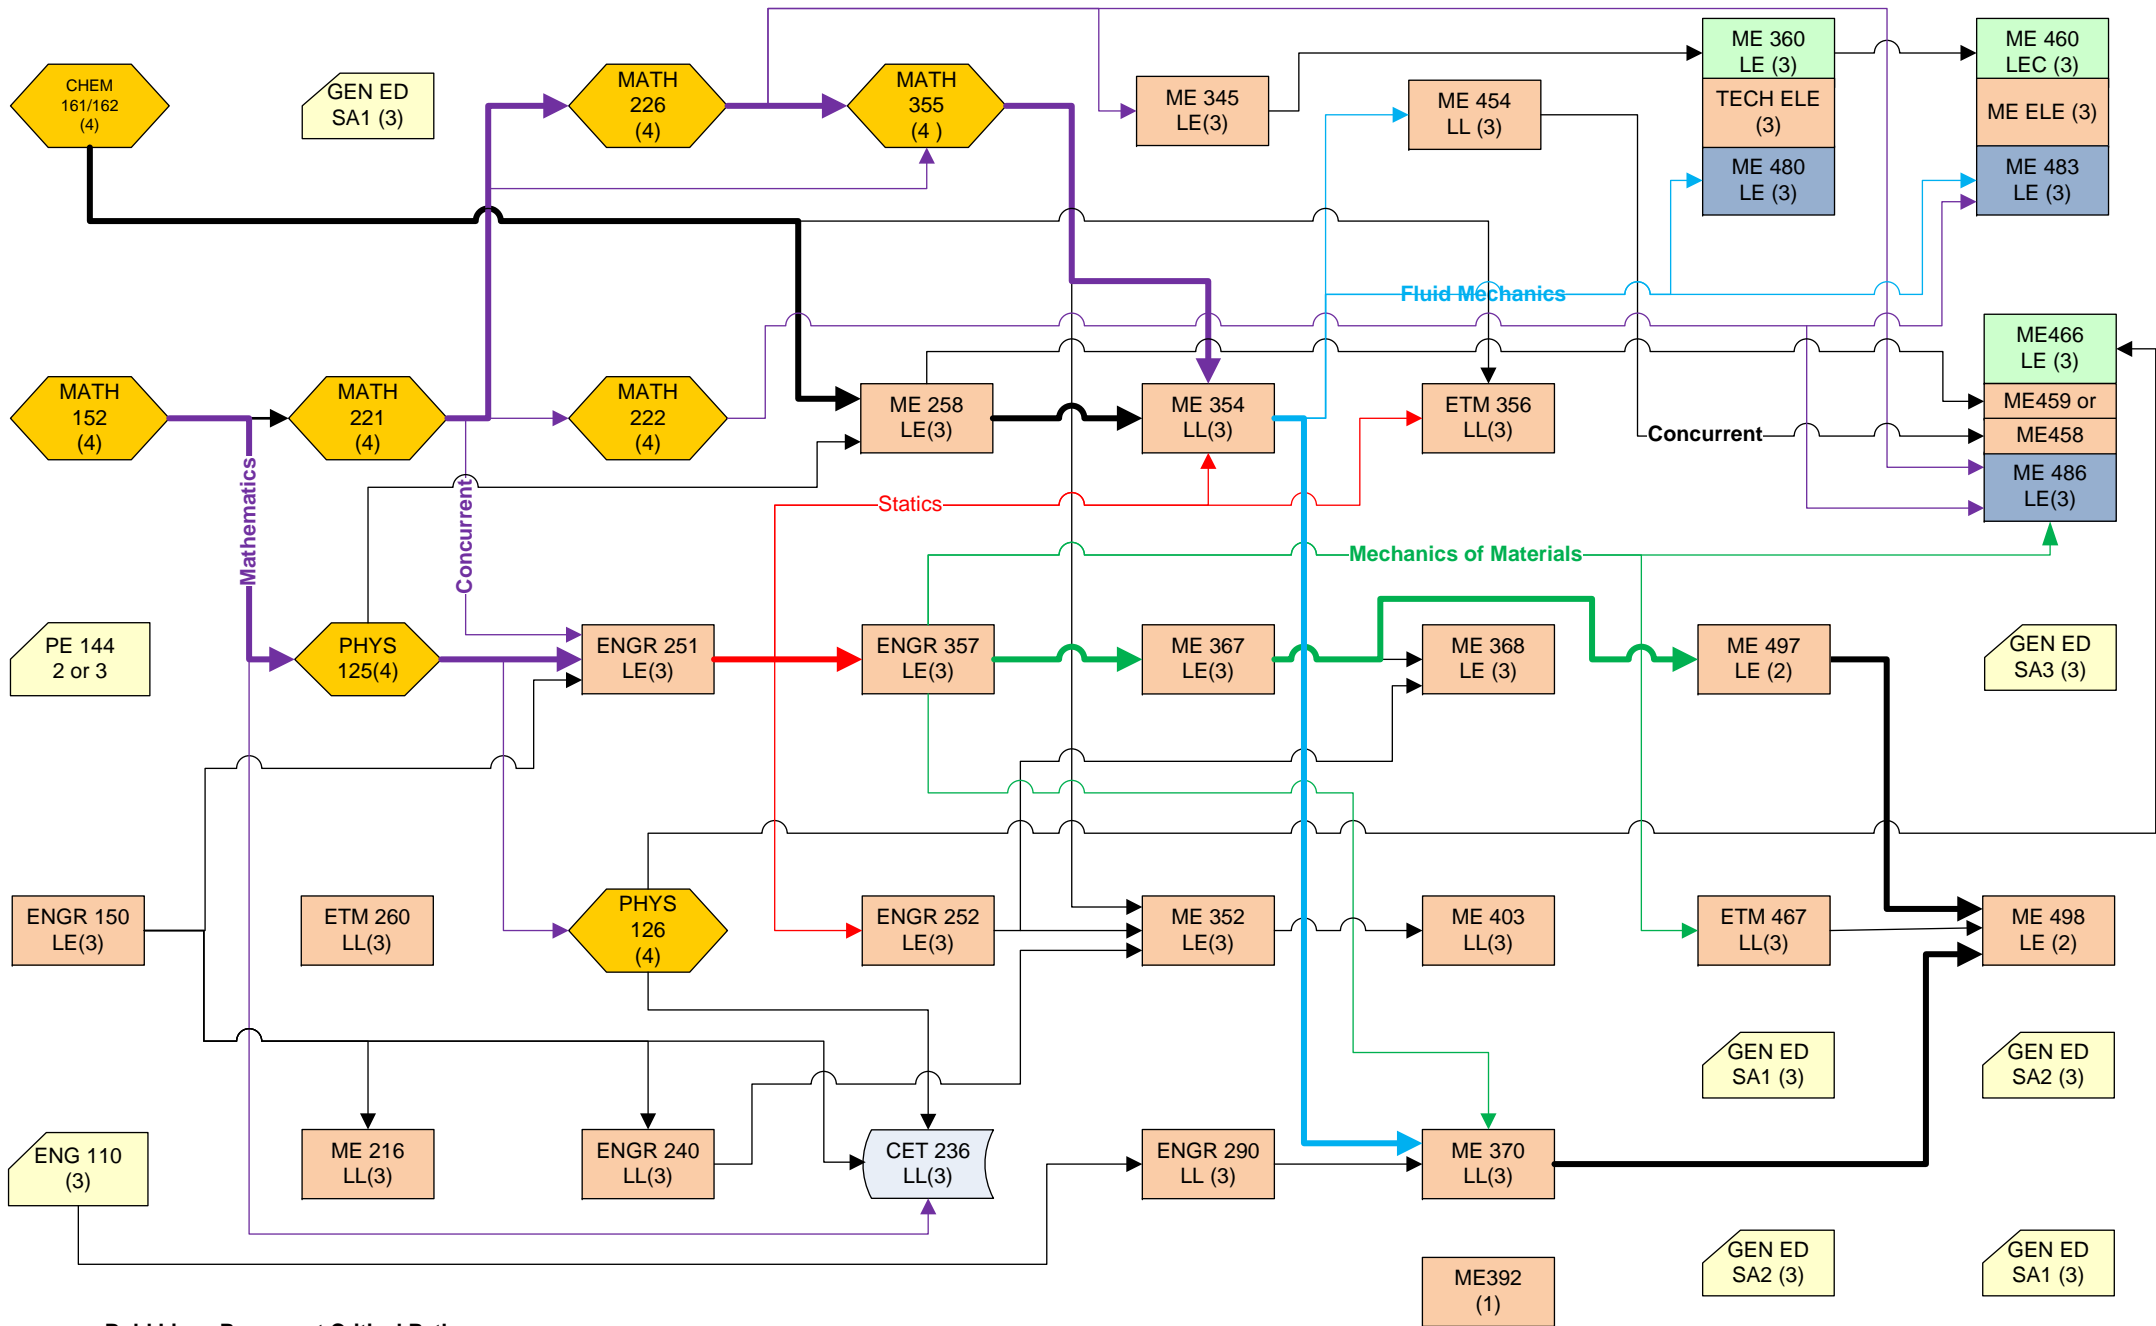 CHEM
161/162
(4)
GEN ED
SA1 (3)
MATH
226
(4)
MATH
355
(4 )
ME 345
LE(3)
ME 454
LL (3)
ME 360
LE (3)
TECH ELE
(3)
ME 480
LE (3)
ME 460
LEC (3)
ME ELE (3)
ME 483
LE (3)
Fluid Mechanics
MATH
152
(4)
MATH
221
(4)
MATH
222
(4)
ME 258
LE(3)
ME 354
LL(3)
ETM 356
LL(3)
Concurrent
ME466
LE (3)
ME459 or
ME458
ME 486
LE(3)
Mathematics
Concurrent
Statics
Mechanics of Materials
PE 144
2 or 3
PHYS
125(4)
ENGR 251
LE(3)
ENGR 357
LE(3)
ME 367
LE(3)
ME 368
LE (3)
ME 497
LE (2)
GEN ED
SA3 (3)
ENGR 150
LE(3)
ETM 260
LL(3)
PHYS
126
(4)
ENGR 252
LE(3)
ME 352
LE(3)
ME 403
LL(3)
ETM 467
LL(3)
ME 498
LE (2)
GEN ED
SA1 (3)
GEN ED
SA2 (3)
ENG 110
(3)
ME 216
LL(3)
ENGR 240
LL(3)
CET 236
LL(3)
ENGR 290
LL (3)
ME 370
LL(3)
GEN ED
SA2 (3)
GEN ED
SA1 (3)
ME392
(1)